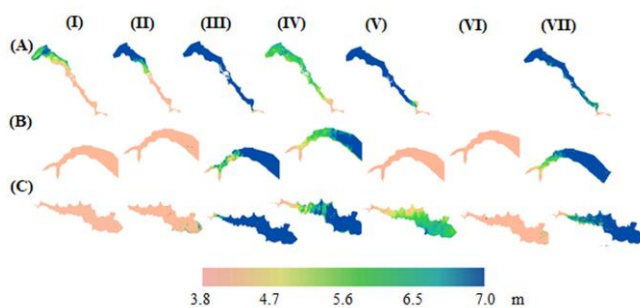 (I) (II) (III) (IV) (V) (VI) (VII)
(A)
(B)
(C)
3.8 4.7 5.6 6.5 7.0 m